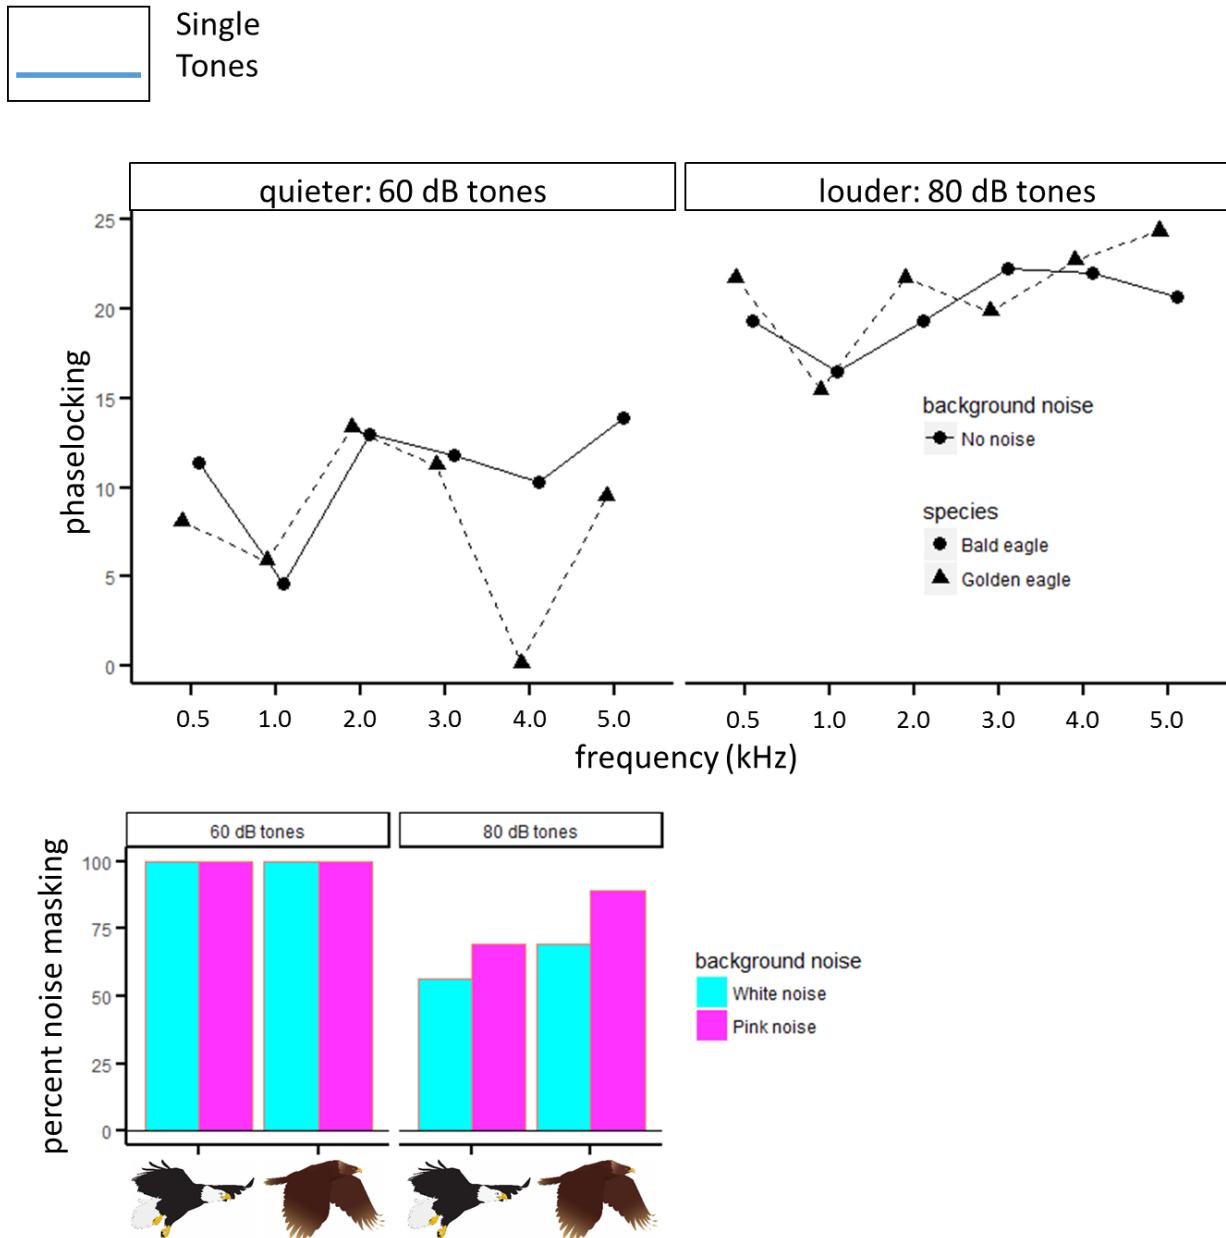 Single
Tones
quieter: 60 dB tones
louder: 80 dB tones
phaselocking
25
20
15
10
5
0
background noise
No noise
species
Bald eagle
Golden eagle
0.5 1.0 2.0 3.0 4.0 5.0
0.5 1.0 2.0 3.0 4.0 5.0
frequency (kHz)
percent noise masking
60 dB tones
80 dB tones
100
75
50
25
0
background noise
White noise
Pink noise